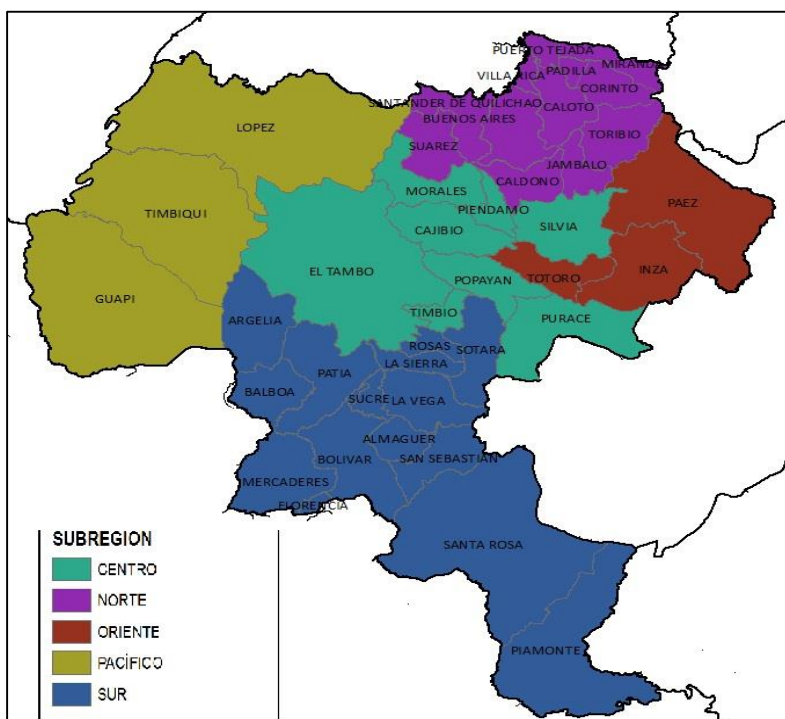 PUERTO TEJADA
MIRANDA
VILLA RICA
PADILLA
CORINTO
SANTANDER DE QUILICHAO
CALOTO
LOPEZ
BUENOS AIRES
TORIBIO
SUAREZ
JAMBALO
CALDONO
MORALES
PAEZ
PIENDAMO
TIMBIQUI
SILVIA
CAJIBIO
EL TAMBO
POPAYAN
TOTORO
INZA
GUAPI
TIMBIO
PURACE
ARGELIA
ROSAS
SOTARA
LA SIERRA
PATIA
BALBOA
SUCRE
LA VEGA
ALMAGUER
BOLIVAR
SAN SEBASTIAN
MERCADERES
FLORENCIA
SANTA ROSA
PIAMONTE
SUBREGION
CENTRO
NORTE
ORIENTE
PACÍFICO
SUR